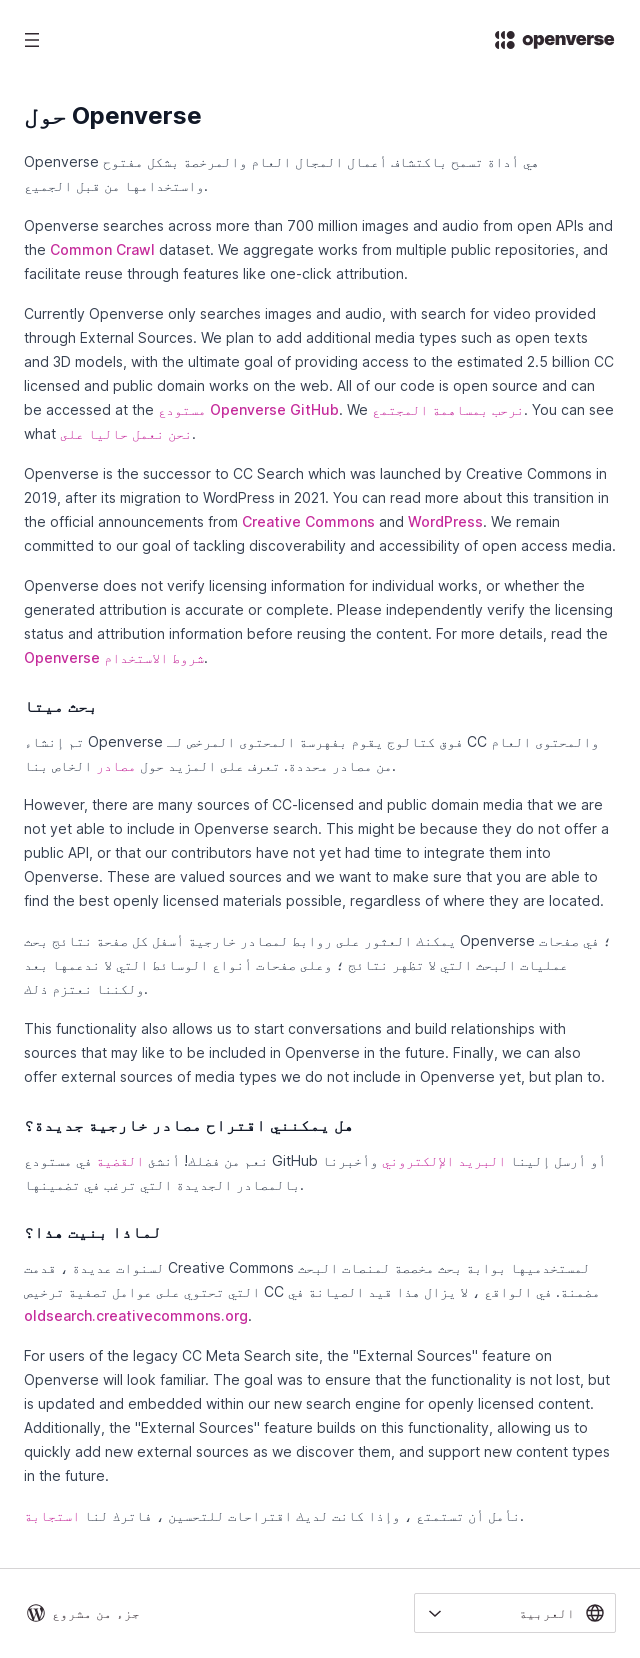 openverse
حول Openverse
Openverse هي أداة تسمح باكتشاف أعمال المجال العام والمرخصة بشكل مفتوح
واستخدامها من قبل الجميع.
Openverse searches across more than 700 million images and audio from open APIs and
the Common Crawl dataset. We aggregate works from multiple public repositories, and
facilitate reuse through features like one-click attribution.
Currently Openverse only searches images and audio, with search for video provided
through External Sources. We plan to add additional media types such as open texts
and 3D models, with the ultimate goal of providing access to the estimated 2.5 billion CC
licensed and public domain works on the web. All of our code is open source and can
be accessed at the مستودع Openverse GitHub. We نرحب بمساهمة المجتمع. You can see
what نحن نعمل حاليا على.
Openverse is the successor to CC Search which was launched by Creative Commons in
2019, after its migration to WordPress in 2021. You can read more about this transition in
the official announcements from Creative Commons and WordPress. We remain
committed to our goal of tackling discoverability and accessibility of open access media.
Openverse does not verify licensing information for individual works, or whether the
generated attribution is accurate or complete. Please independently verify the licensing
status and attribution information before reusing the content. For more details, read the
Openverse شروط الاستخدام.
بحث ميتا
تم إنشاء Openverse فوق كتالوج يقوم بفهرسة المحتوى المرخص لـ CC والمحتوى العام
من مصادر محددة. تعرف على المزيد حول مصادر الخاص بنا.
However, there are many sources of CC-licensed and public domain media that we are
not yet able to include in Openverse search. This might be because they do not offer a
public API, or that our contributors have not yet had time to integrate them into
Openverse. These are valued sources and we want to make sure that you are able to
find the best openly licensed materials possible, regardless of where they are located.
يمكنك العثور على روابط لمصادر خارجية أسفل كل صفحة نتائج بحث Openverse ؛ في صفحات
عمليات البحث التي لا تظهر نتائج ؛ وعلى صفحات أنواع الوسائط التي لا ندعمها بعد
ولكننا نعتزم ذلك.
This functionality also allows us to start conversations and build relationships with
sources that may like to be included in Openverse in the future. Finally, we can also
offer external sources of media types we do not include in Openverse yet, but plan to.
هل يمكنني اقتراح مصادر خارجية جديدة؟
نعم من فضلك! أنشئ القضية في مستودع GitHub أو أرسل إلينا البريد الإلكتروني وأخبرنا
بالمصادر الجديدة التي ترغب في تضمينها.
لماذا بنيت هذا؟
لسنوات عديدة ، قدمت Creative Commons لمستخدميها بوابة بحث مخصصة لمنصات البحث
التي تحتوي على عوامل تصفية ترخيص CC مضمنة. في الواقع ، لا يزال هذا قيد الصيانة في
oldsearch.creativecommons.org.
For users of the legacy CC Meta Search site, the "External Sources" feature on
Openverse will look familiar. The goal was to ensure that the functionality is not lost, but
is updated and embedded within our new search engine for openly licensed content.
Additionally, the "External Sources" feature builds on this functionality, allowing us to
quickly add new external sources as we discover them, and support new content types
in the future.
نأمل أن تستمتع ، وإذا كانت لديك اقتراحات للتحسين ، فاترك لنا استجابة.
جزء من مشروع
العربية